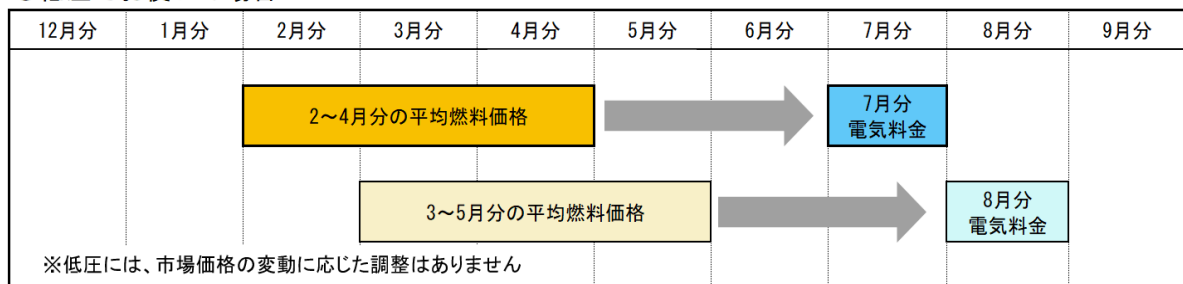 12月分 1月分 2月分 3月分 4月分 5月分 6月分 7月分 8月分 9月分
2～4月分の平均燃料価格
7月分
電気料金
3～5月分の平均燃料価格
8月分
電気料金
※低圧には、市場価格の変動に応じた調整はありません